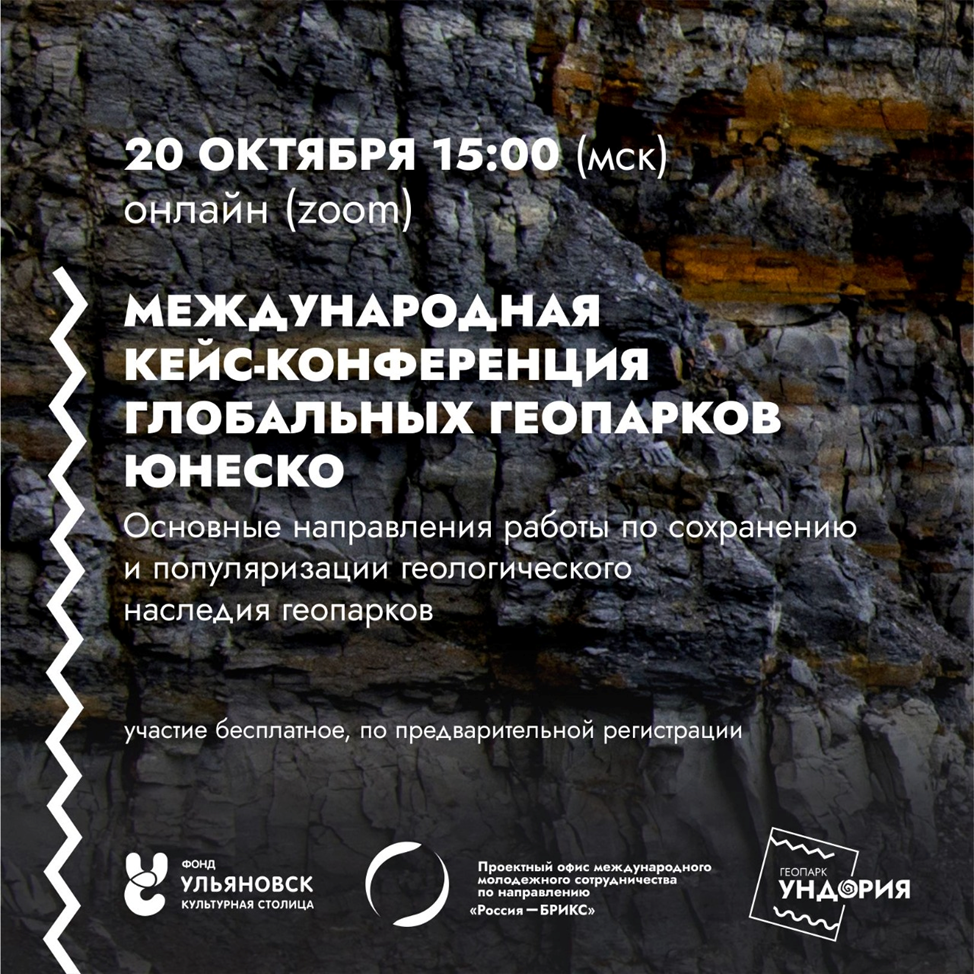 20 ОКТЯБРЯ 15:00 (мск)
онлайн (zoom)
МЕЖДУНАРОДНАЯ
КЕЙС-КОНФЕРЕНЦИЯ
ГЛОБАЛЬНЫХ ГЕОПАРКОВ
ЮНЕСКО
Основные направления работы по сохранению
и популяризации геологического
наследия геопарков
участие бесплатное, по предварительной регистрации
ФОНД
УЛЬЯНОВСК
КУЛЬТУРНАЯ СТОЛИЦА
Проектный офис международного
молодежного сотрудничества
по направлению
«Россия—БРИКС»
ГЕОПАРК
УНДОРИЯ